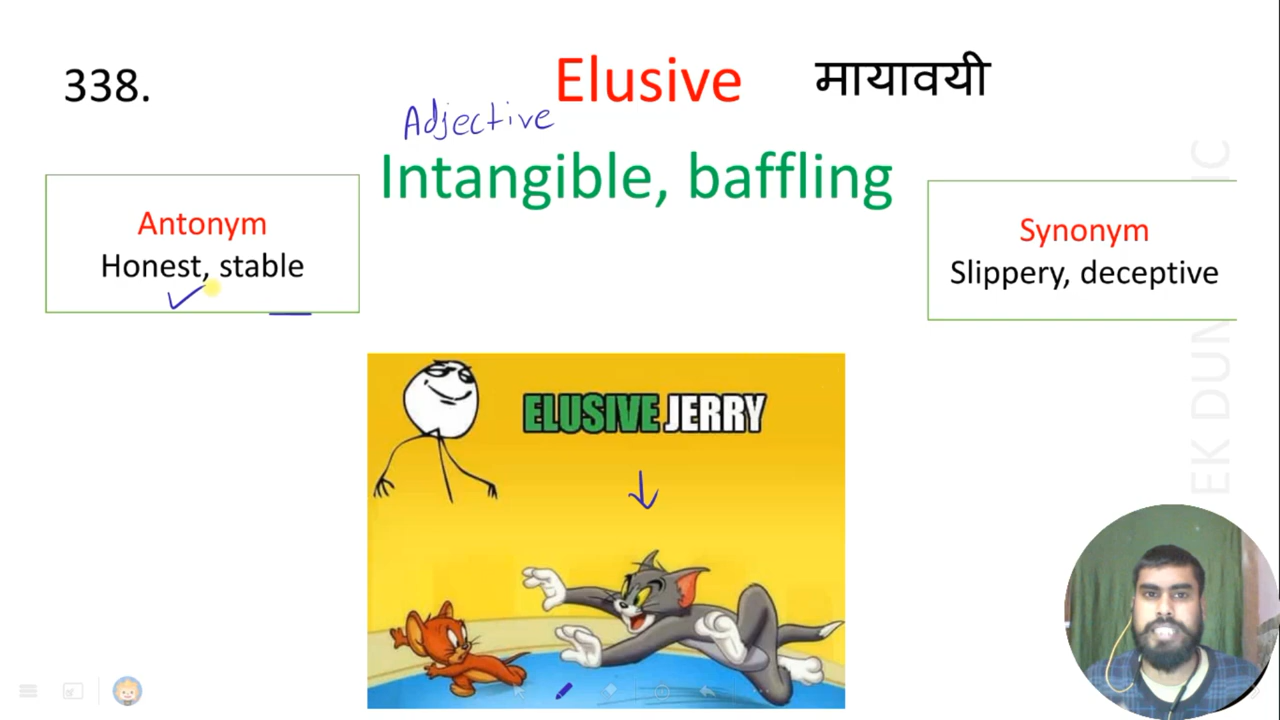 338.
Elusive मायावयी
Adjective
Intangible, baffling
Antonym
Honest, stable
Synonym
Slippery, deceptive
ELUSIVE JERRY